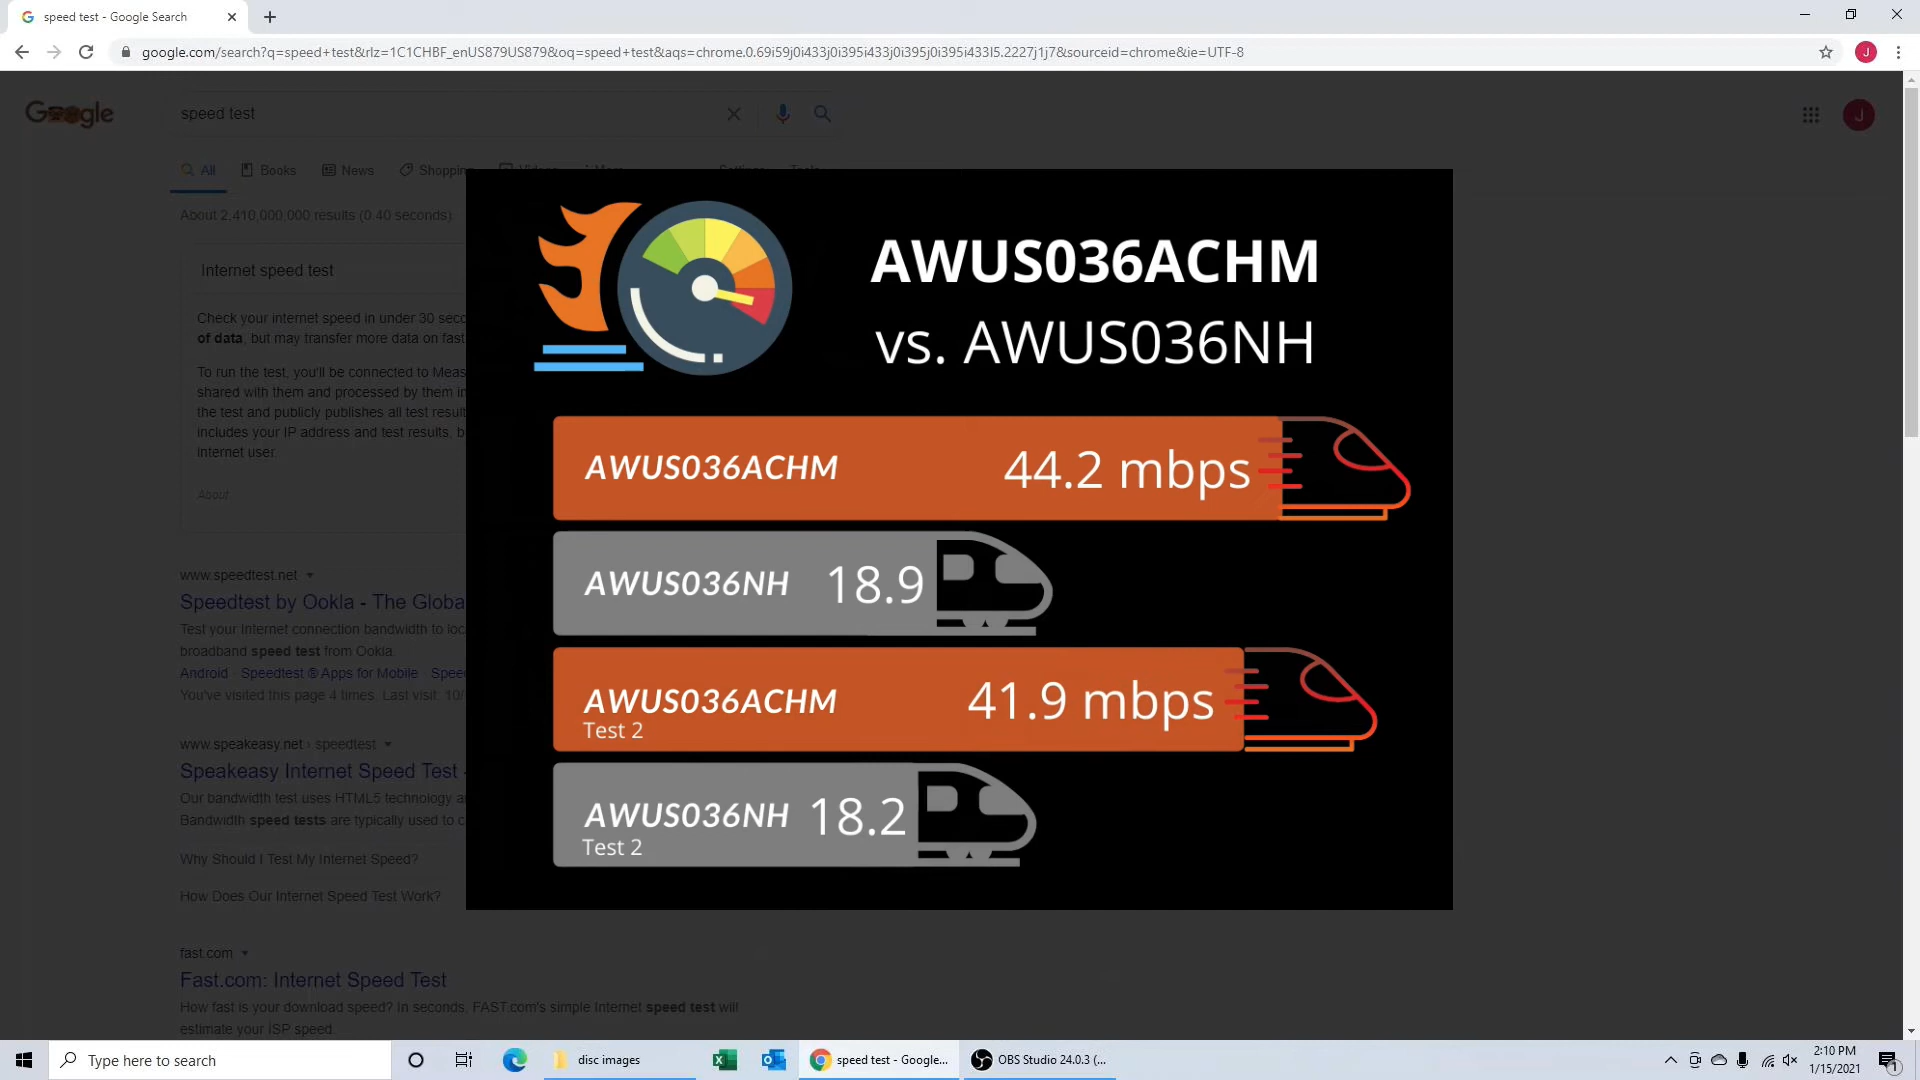 speed test - Google Search
google.com/search?q=speed+test&rlz=1C1CHBF_enUS879US879&oq=speed+test&aqs=chrome.0.69i59j0i433j0i395i433j0i395j0i395i433l5.2227j1j7&sourceid=chrome&ie=UTF-8
J
Google
speed test
J
All Books News Shopping Videos More Settings Tools
About 2,410,000,000 results (0.40 seconds)
Internet speed test
Check your internet speed in under 30
of data, but may transfer more data on fast
To run the test, you'll be connected to
shared with them and processed by them in
the test and publicly publishes all test
includes your IP address and test results,
Internet user.
About
www.speedtest.net
Speedtest by Ookla - The
Test your Internet connection bandwidth to
broadband speed test from Ookla.
Android · Speedtest® Apps for Mobile ·
You've visited this page 4 times. Last visit: 10/
www.speakeasy.net › speedtest
Speakeasy Internet Speed Test -
Our bandwidth test uses HTML5 technology
Bandwidth speed tests are typically used to
Why Should I Test My Internet Speed?
How Does Our Internet Speed Test Work?
fast.com
Fast.com: Internet Speed Test
How fast is your download speed? In seconds, FAST.com's simple Internet speed test will
estimate your ISP speed.
AWUS036ACHM
vs. AWUS036NH
AWUS036ACHM 44.2 mbps
AWUS036NH 18.9
AWUS036ACHM 41.9 mbps
Test 2
AWUS036NH 18.2
Test 2
Type here to search
disc images
speed test - Google...
OBS Studio 24.0.3 (...
2:10 PM
1/15/2021
1